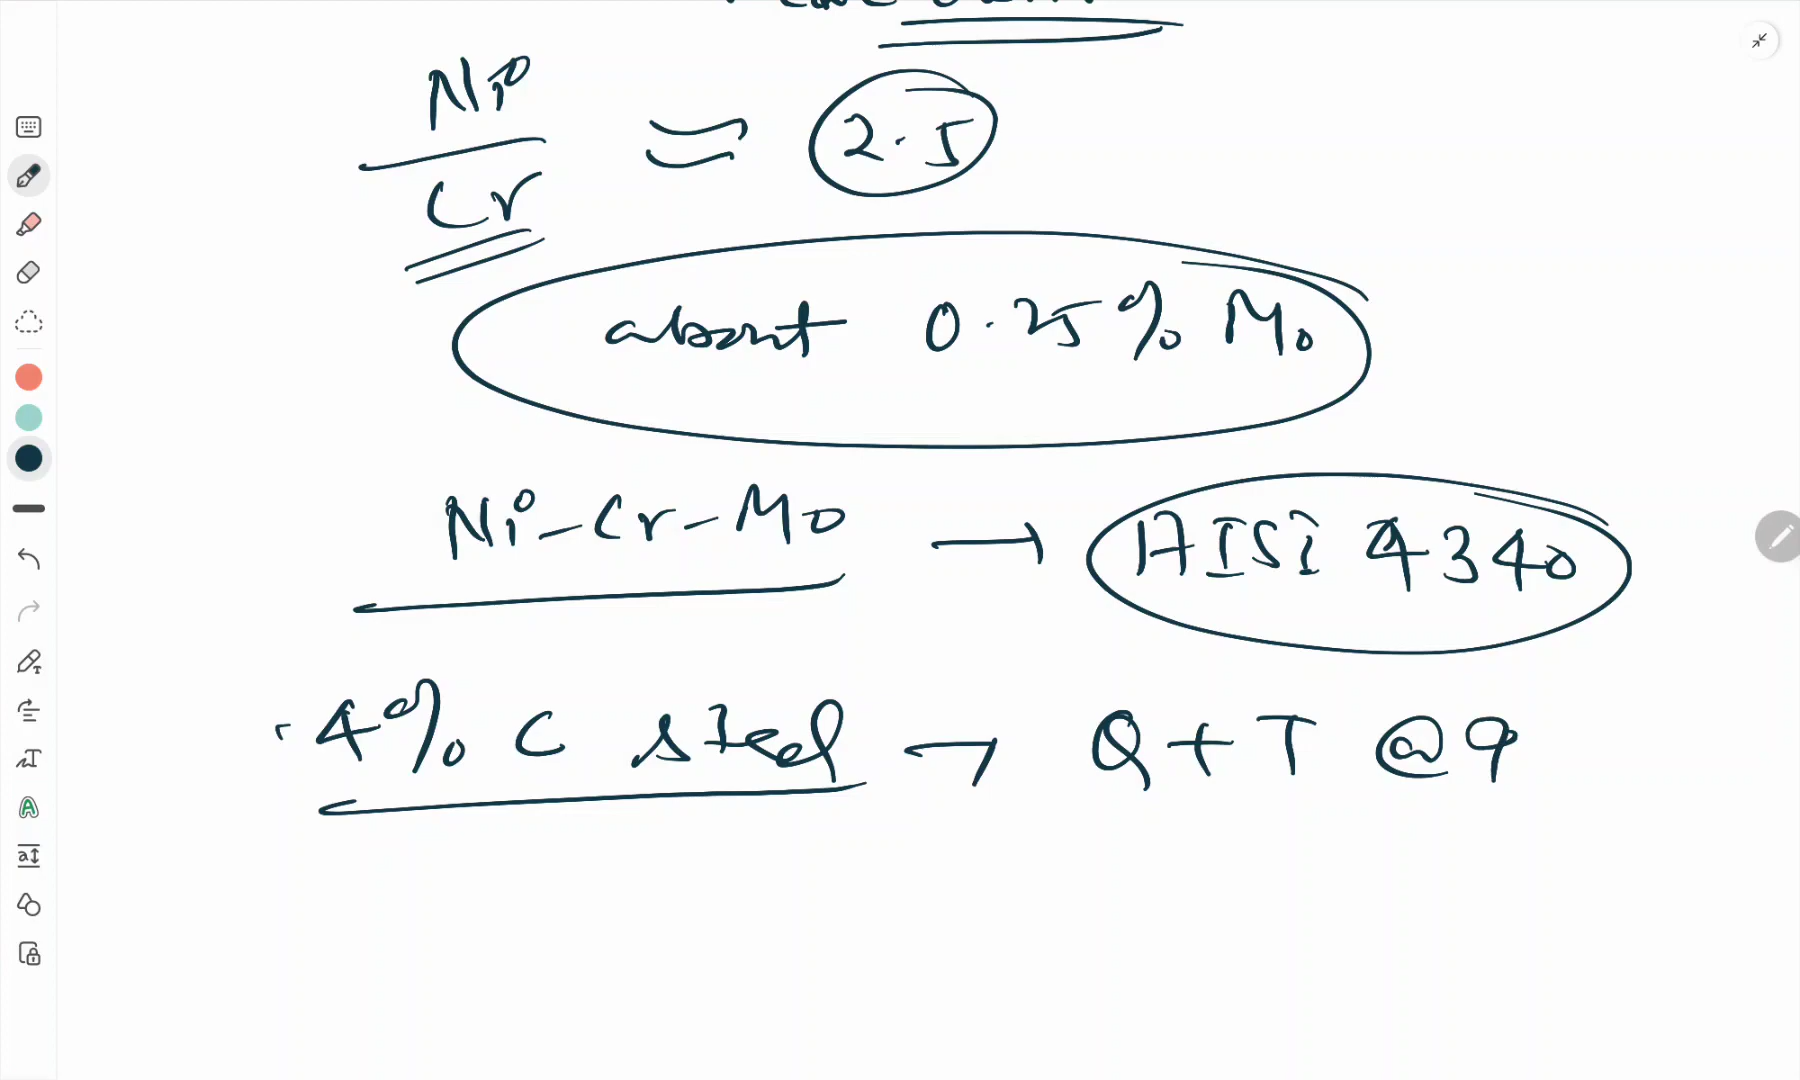 Ni
Cr ≈ 2.5
about 0.25% Mo
Ni-Cr-Mo → AISI 4340
.4% C steel → Q+T @ 9